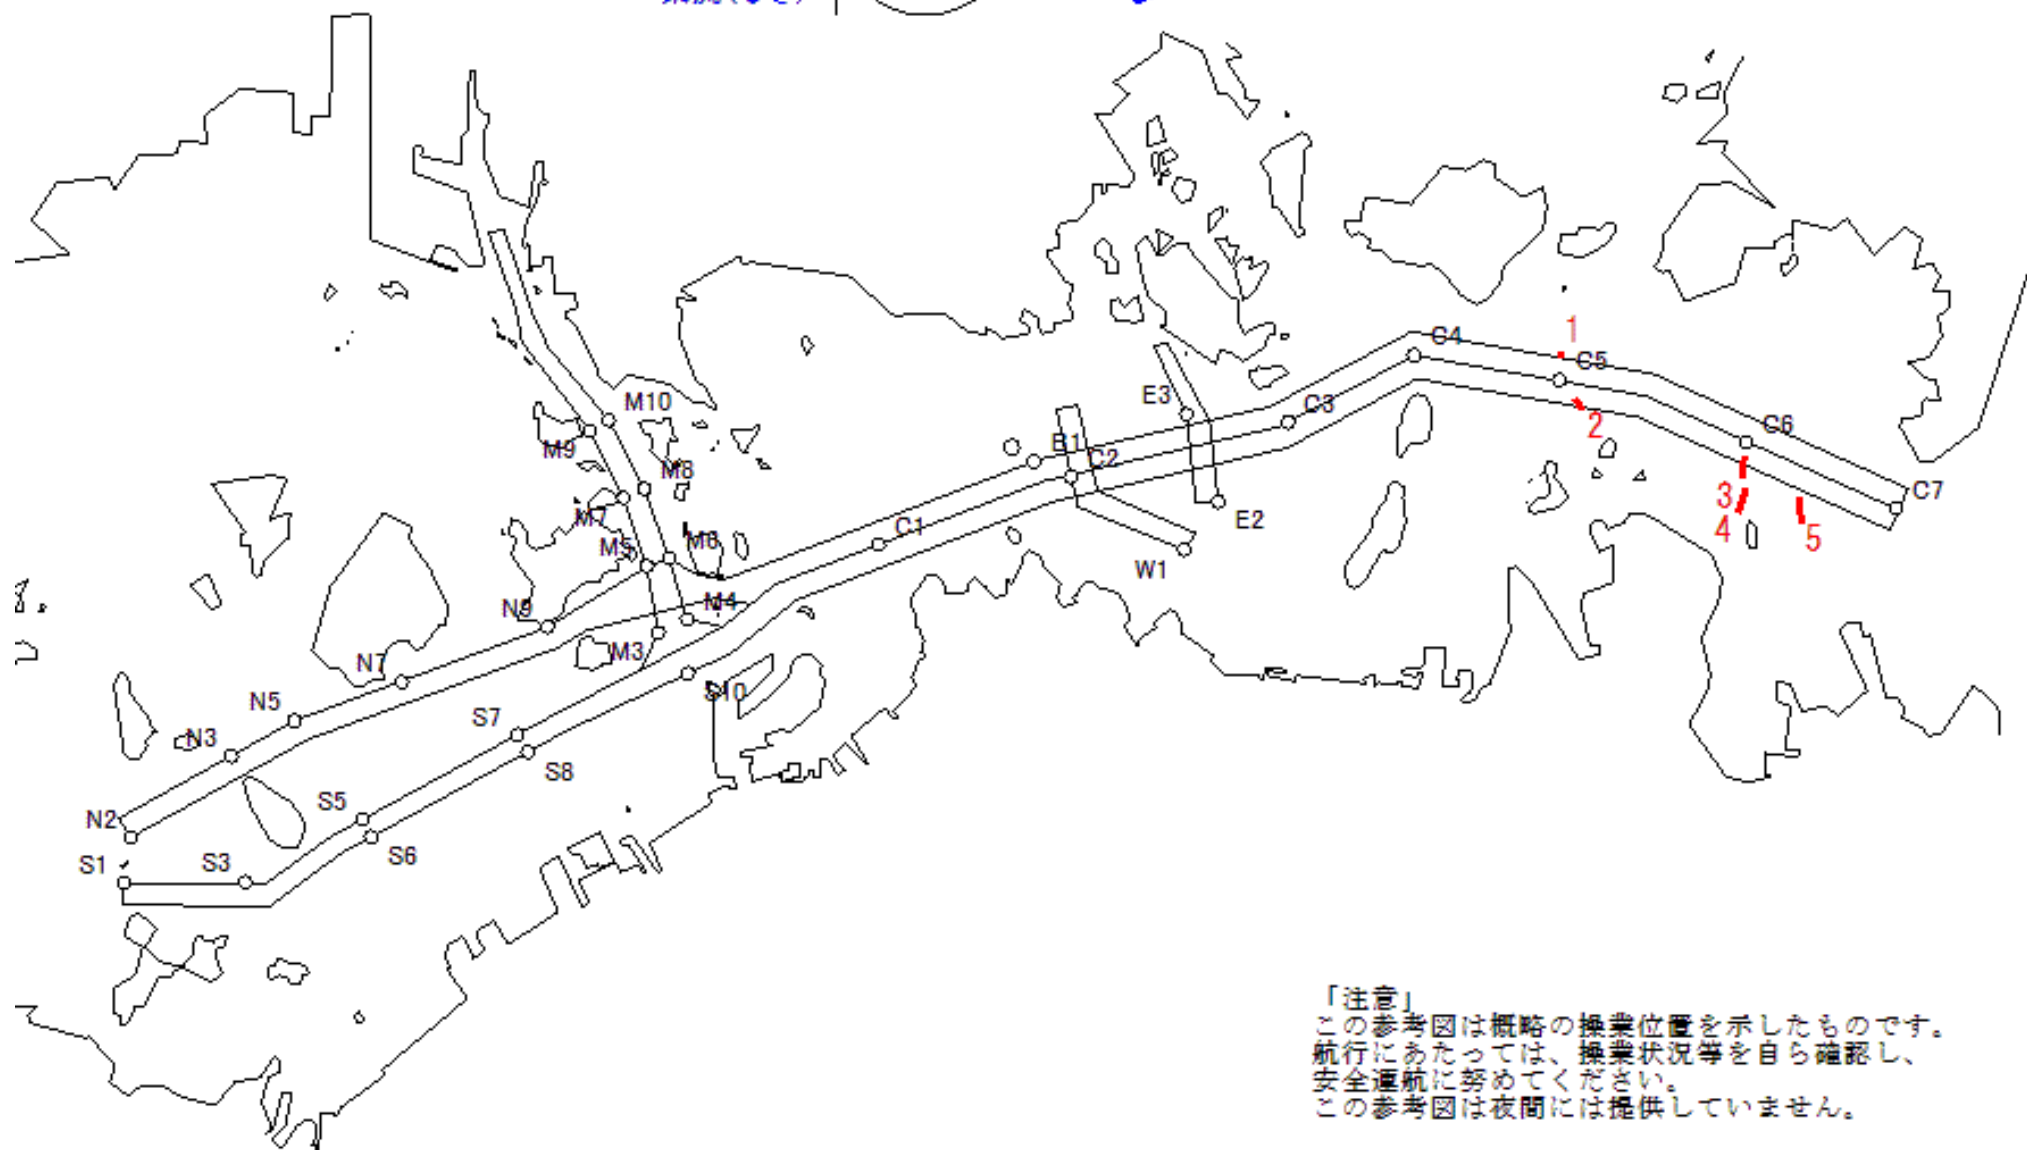 1
C4
C5
M10
E3
C3
2
C6
M9
B1
C2
M8
3
C7
M7
E2
4
5
C1
M5
M6
W1
N9
M4
N7
M3
S10
N5
S7
N3
S8
S5
N2
S6
S1
S3
「注意」
この参考図は概略の操業位置を示したものです。
航行にあたっては、操業状況等を自ら確認し、
安全運航に努めてください。
この参考図は夜間には提供していません。